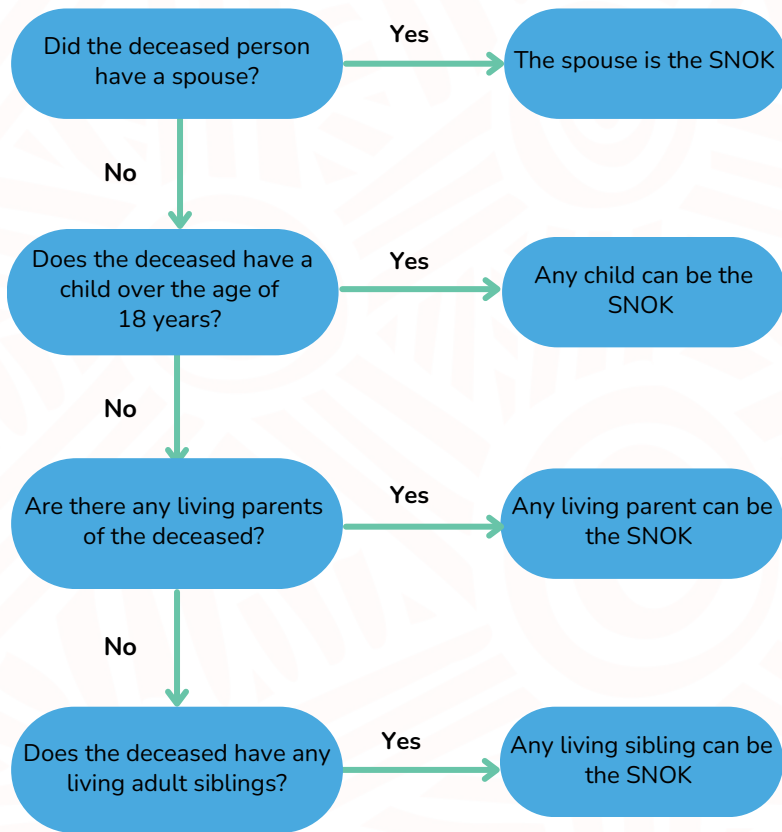 Did the deceased person
have a spouse?
Yes
The spouse is the SNOK
No
Does the deceased have a
child over the age of
18 years?
Yes
Any child can be the
SNOK
No
Are there any living parents
of the deceased?
Yes
Any living parent can be
the SNOK
No
Does the deceased have any
living adult siblings?
Yes
Any living sibling can be
the SNOK